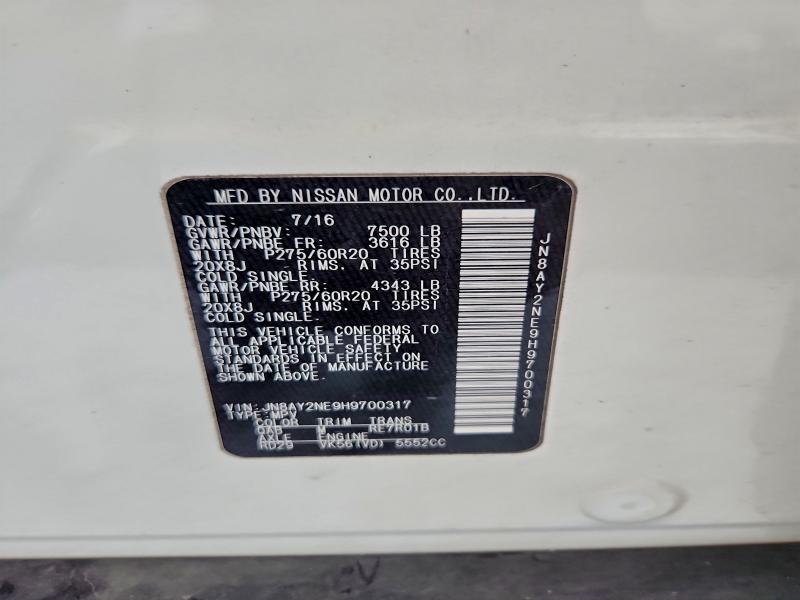 MFD BY NISSAN MOTOR CO.,LTD.
DATE: 7/16
GVWR/PNBV: 7500 LB
GAWR/PNBE FR: 3616 LB
WITH P275/60R20 TIRES
20X8J RIMS. AT 35PSI
COLD SINGLE.
GAWR/PNBE RR: 4343 LB
WITH P275/60R20 TIRES
20X8J RIMS. AT 35PSI
COLD SINGLE.
THIS VEHICLE CONFORMS TO
ALL APPLICABLE FEDERAL
MOTOR VEHICLE SAFETY
STANDARDS IN EFFECT ON
THE DATE OF MANUFACTURE
SHOWN ABOVE.
VIN: JN8AY2NE9H9700317
TYPE: MPV
COLOR TRIM TRANS
QAB M RE7R01B
AXLE ENGINE
RD29 VK56(VD) 5552CC
JN8AY2NE9H9700317